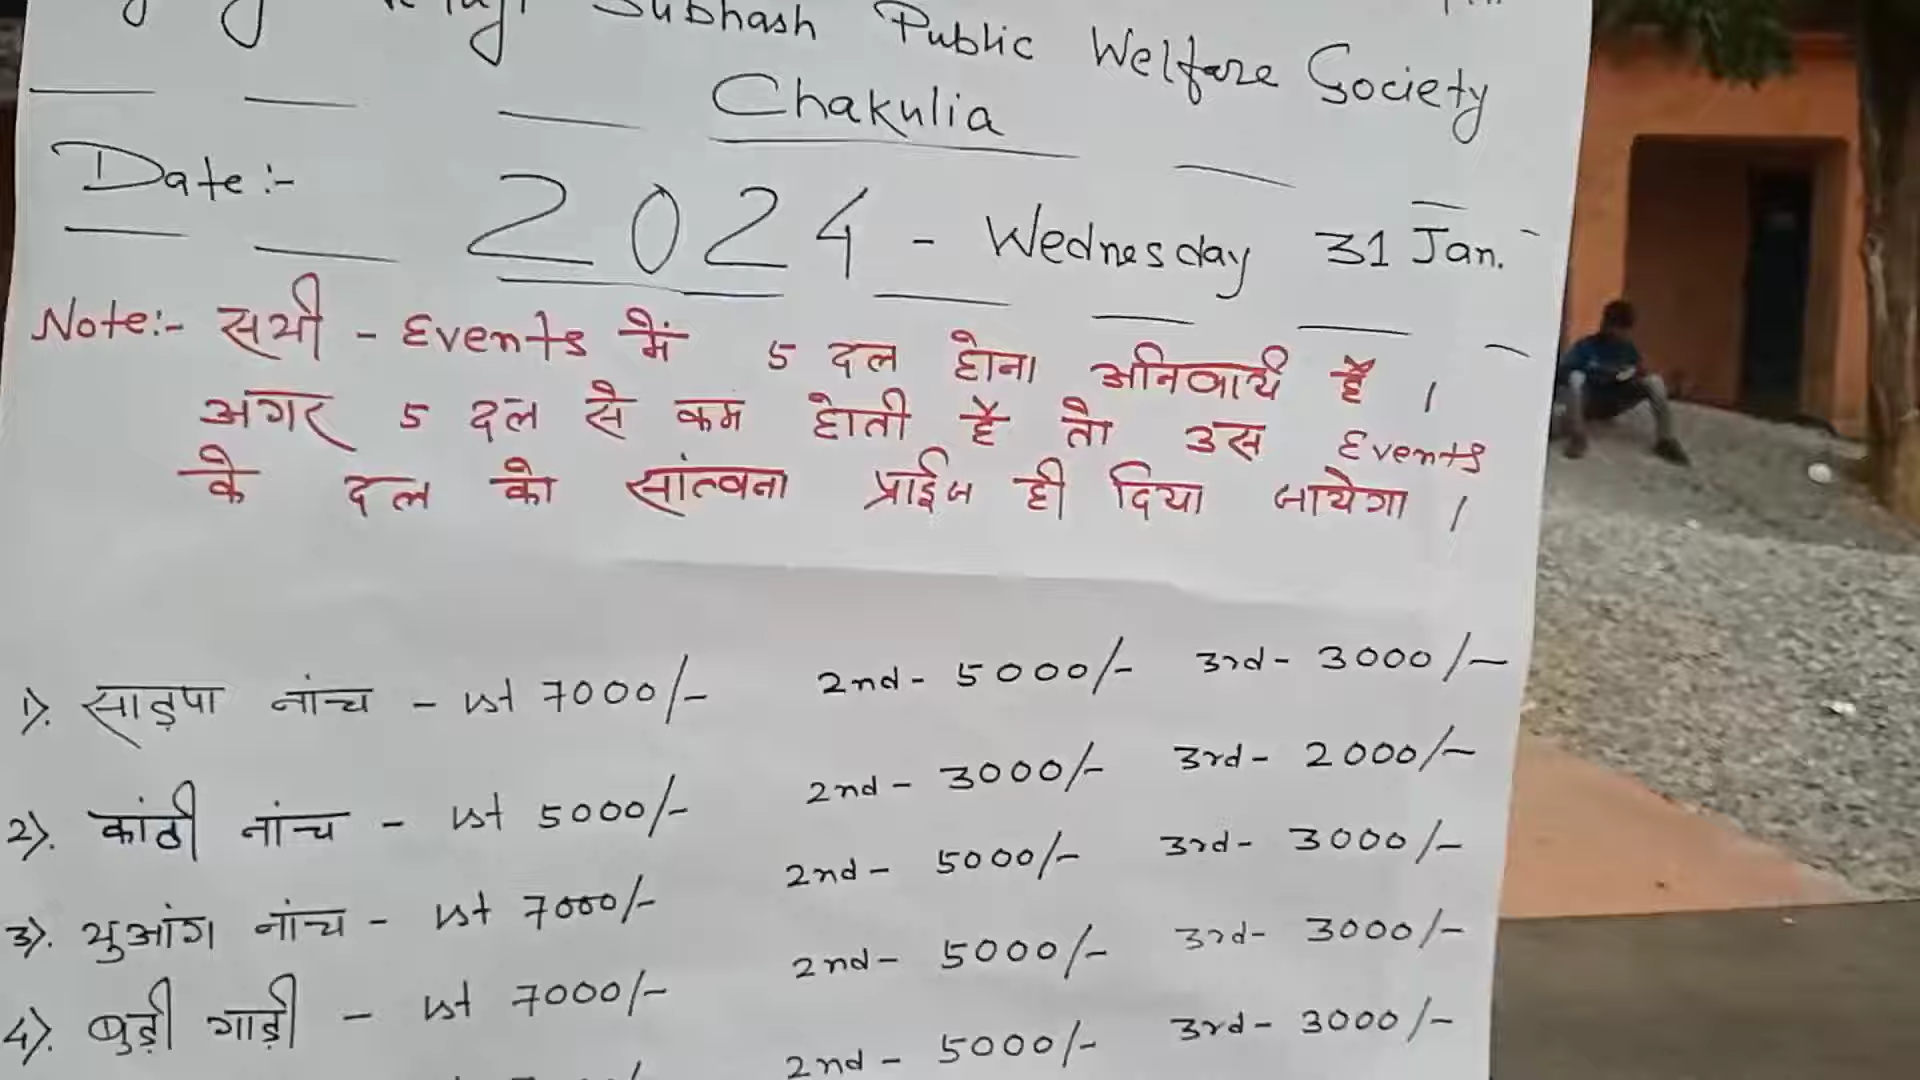 Subhash Public Welfare Society
Chakulia
Date:- 2024 - Wednesday 31 Jan.
Note:- सभी - Events में 5 दल होना अनिवार्य है ।
अगर 5 दल से कम होती है तो उस Events
के दल को सांत्वना प्राईज ही दिया जायेगा ।
1). साड़पा नांच - 1st 7000/- 2nd - 5000/- 3rd - 3000/-
2). कांठी नांच - 1st 5000/- 2nd - 3000/- 3rd - 2000/-
3). थुआंग नांच - 1st 7000/- 2nd - 5000/- 3rd - 3000/-
4). बुड़ी गाड़ी - 1st 7000/- 2nd - 5000/- 3rd - 3000/-
2nd - 5000/- 3rd - 3000/-